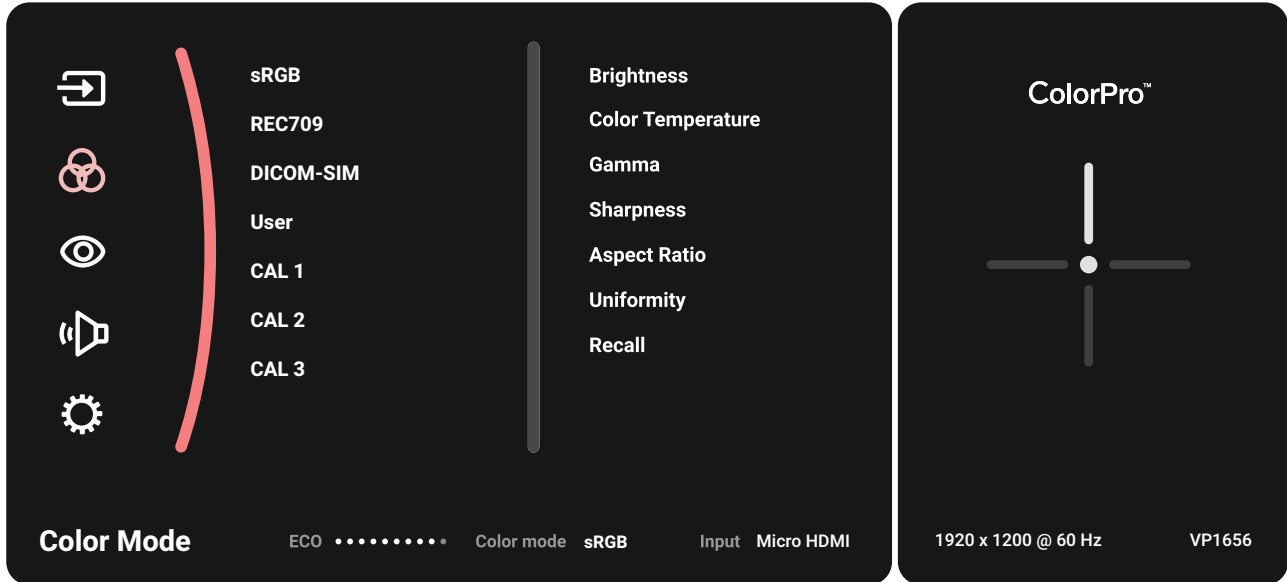 sRGB
REC709
DICOM-SIM
User
CAL 1
CAL 2
CAL 3
Brightness
Color Temperature
Gamma
Sharpness
Aspect Ratio
Uniformity
Recall
Color Mode
ECO
Color mode sRGB
Input Micro HDMI
ColorPro™
1920 x 1200 @ 60 Hz
VP1656